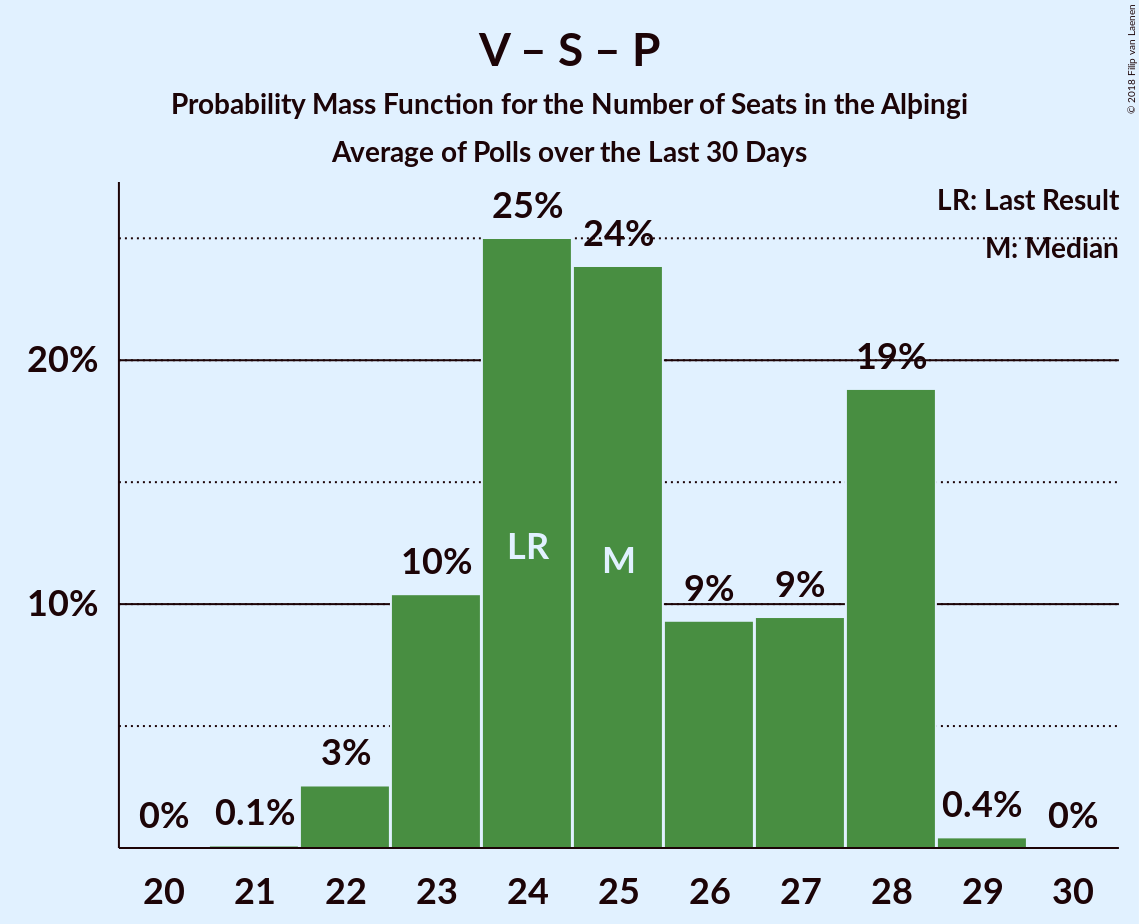 V – S – P
Probability Mass Function for the Number of Seats in the Alþingi
Average of Polls over the Last 30 Days
© 2018 Filip van Laenen
LR: Last Result
M: Median
25%
24%
20%
19%
LR
M
10%
9%
9%
10%
3%
0%
0.1%
0.4%
0%
20 21 22 23 24 25 26 27 28 29 30